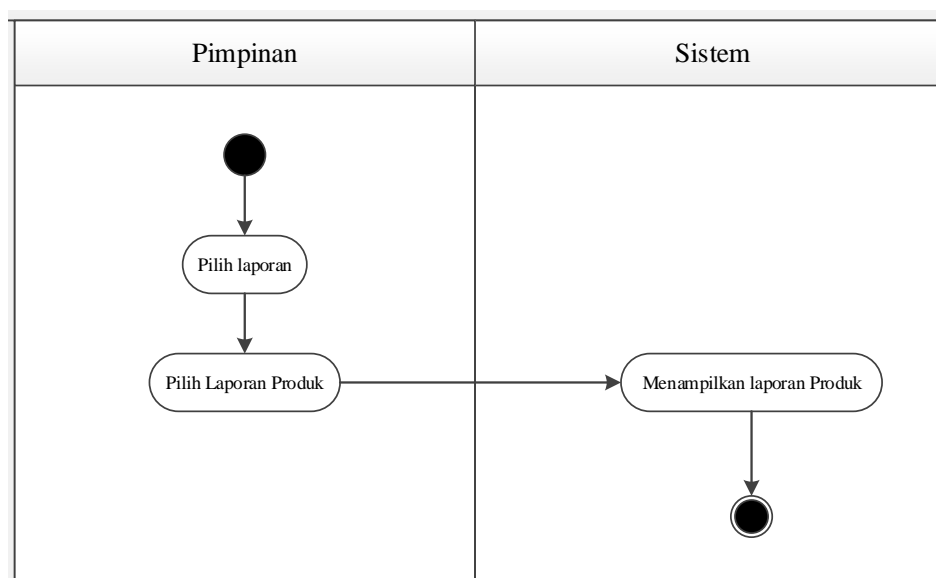 Pimpinan
Sistem
Pilih laporan
Pilih Laporan Produk
Menampilkan laporan Produk